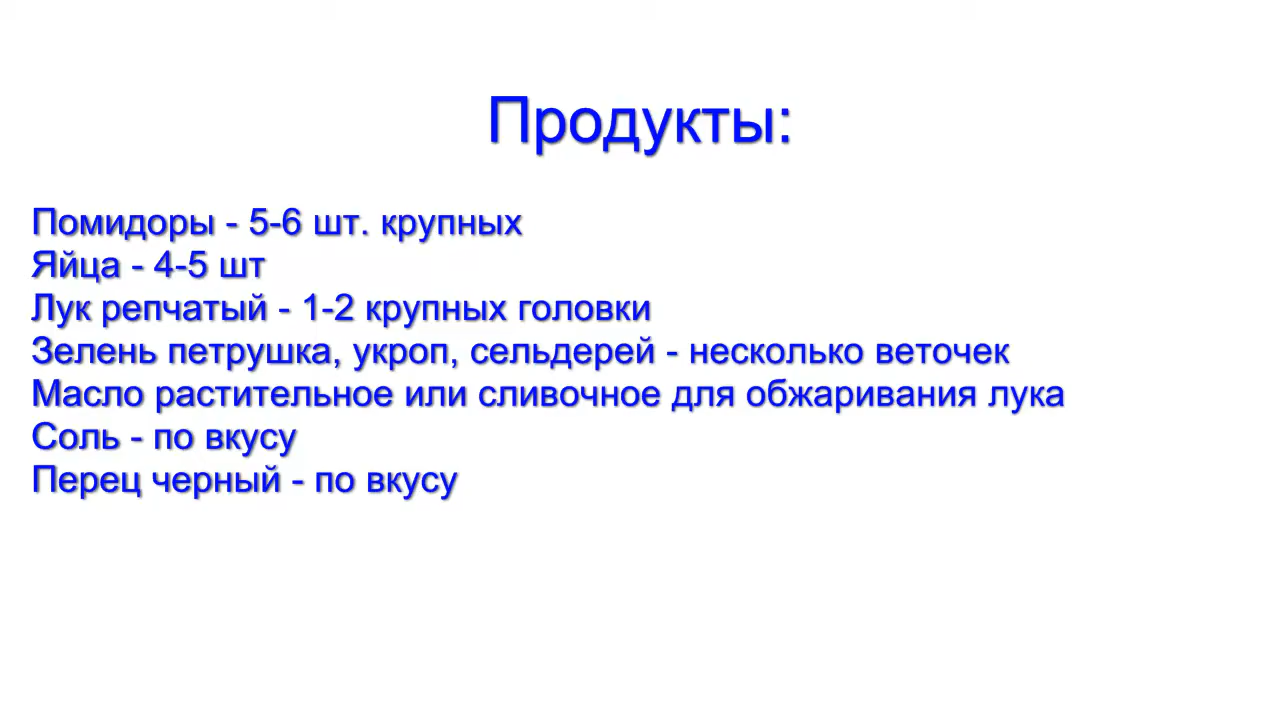 Продукты:
Помидоры - 5-6 шт. крупных
Яйца - 4-5 шт
Лук репчатый - 1-2 крупных головки
Зелень петрушка, укроп, сельдерей - несколько веточек
Масло растительное или сливочное для обжаривания лука
Соль - по вкусу
Перец черный - по вкусу